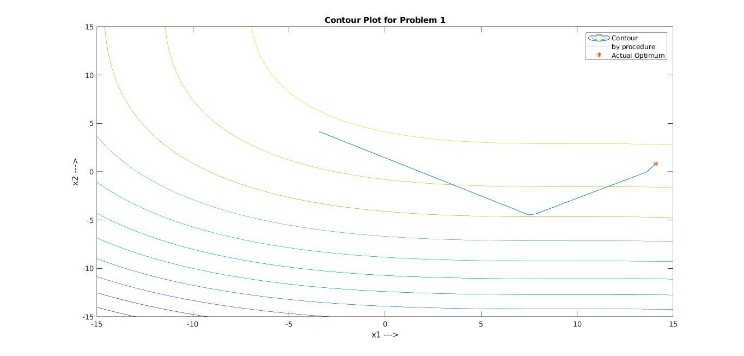 Contour Plot for Problem 1
Contour
by procedure
Actual Optimum
15
10
5
0
-5
-10
-15
x2 --->
-15
-10
-5
0
5
10
15
x1 --->